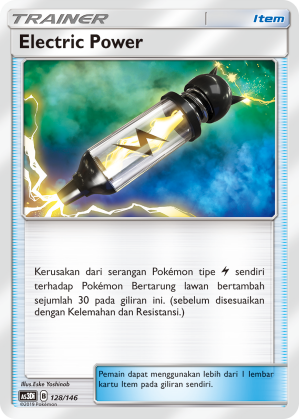 TRAINER Item
Electric Power
Kerusakan dari serangan Pokémon tipe sendiri
terhadap Pokémon Bertarung lawan bertambah
sejumlah 30 pada giliran ini. (sebelum disesuaikan
dengan Kelemahan dan Resistansi.)
Illus. Eske Yoshinob
Pemain dapat menggunakan lebih dari 1 lembar
kartu Item pada giliran sendiri.
AS3Di D 128/146
©2019 Pokémon